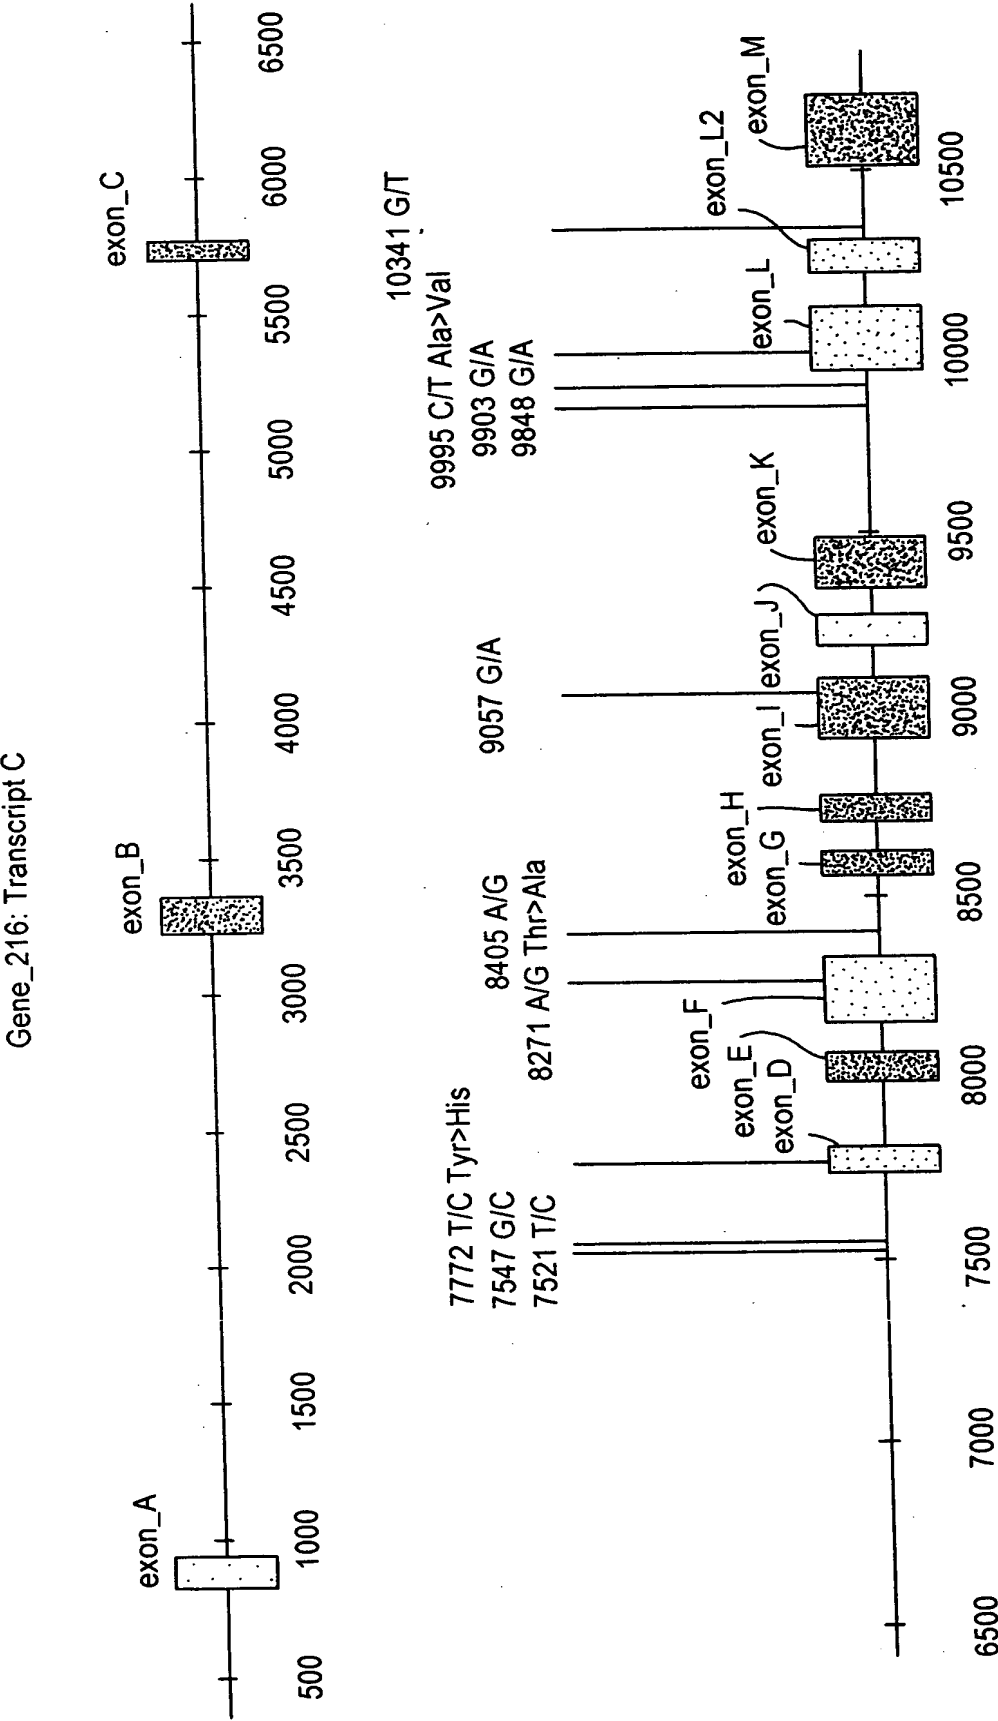 Gene_216: Transcript C
exon_A
exon_B
exon_C
500
1000
1500
2000
2500
3000
3500
4000
4500
5000
5500
6000
6500
7772 T/C Tyr>His
7547 G/C
7521 T/C
8405 A/G
8271 A/G Thr>Ala
9057 G/A
10341 G/T
9995 C/T Ala>Val
9903 G/A
9848 G/A
exon_F
exon_E
exon_D
exon_H
exon_G
exon_I
exon_J
exon_K
exon_L
exon_L2
exon_M
6500
7000
7500
8000
8500
9000
9500
10000
10500